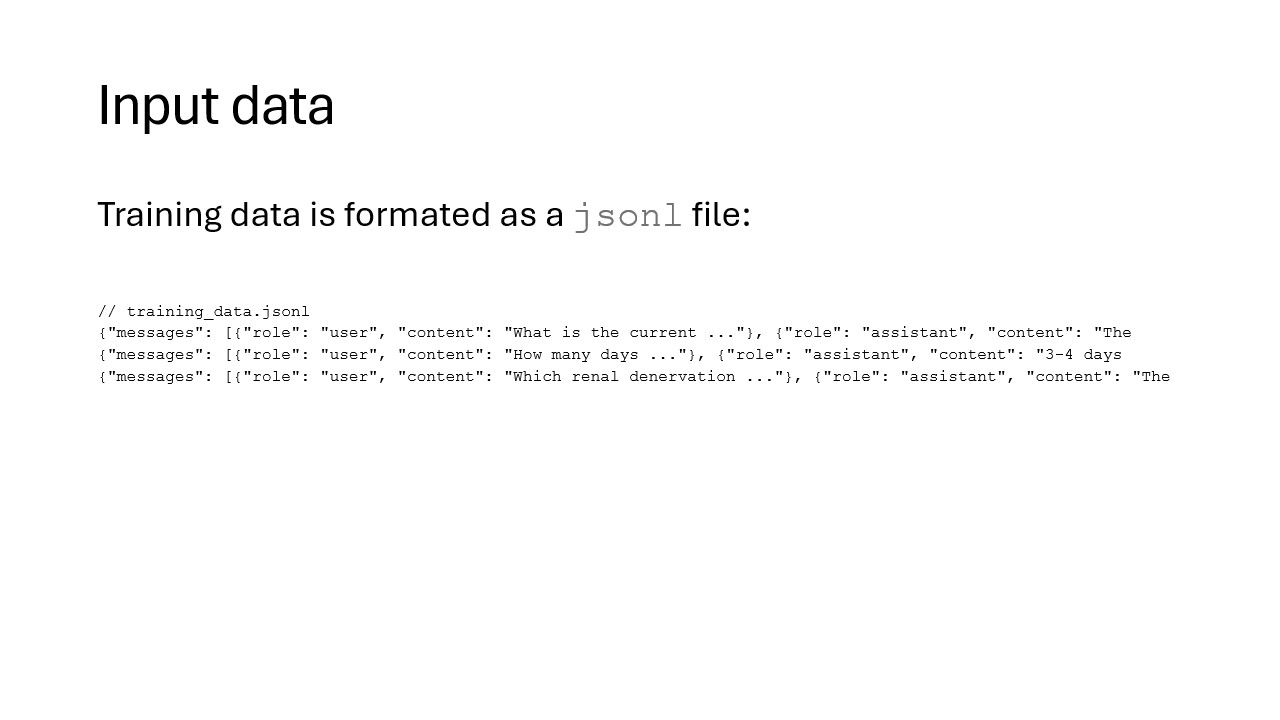 Input data
Training data is formated as a jsonl file:
// training_data.jsonl
{"messages": [{"role": "user", "content": "What is the current ..."}, {"role": "assistant", "content": "The
{"messages": [{"role": "user", "content": "How many days ..."}, {"role": "assistant", "content": "3-4 days
{"messages": [{"role": "user", "content": "Which renal denervation ..."}, {"role": "assistant", "content": "The